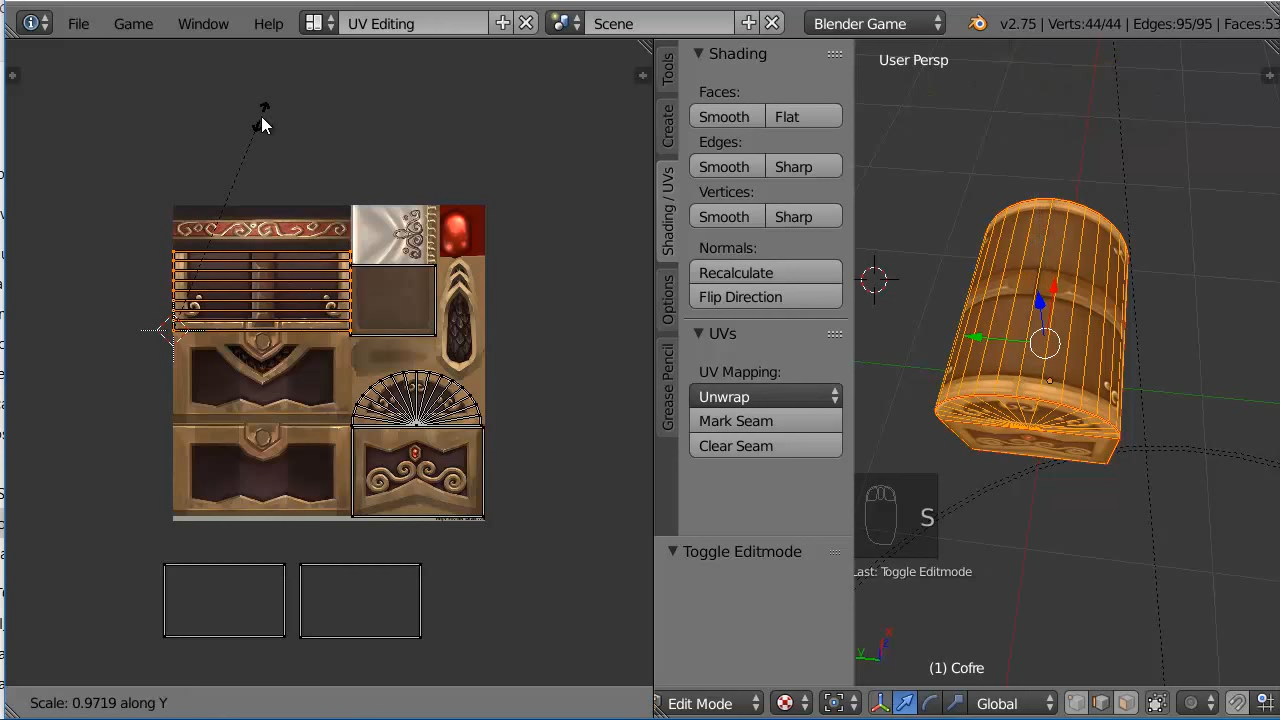 File Game Window Help UV Editing Scene Blender Game v2.75 | Verts:44/44 | Edges:95/95 | Faces:53
Tools
Create
Shading / UVs
Options
Grease Pencil
Shading
Faces:
Smooth Flat
Edges:
Smooth Sharp
Vertices:
Smooth Sharp
Normals:
Recalculate
Flip Direction
UVs
UV Mapping:
Unwrap
Mark Seam
Clear Seam
Toggle Editmode
User Persp
S
Last: Toggle Editmode
(1) Cofre
Scale: 0.9719 along Y
Edit Mode Global